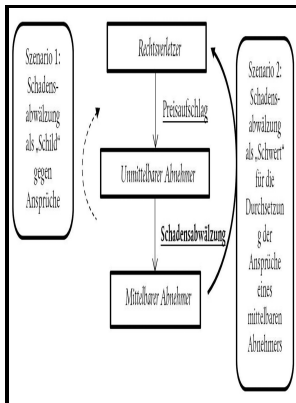 Szenario 1:
Schadens-
abwälzung
als „Schild"
gegen
Ansprüche
Rechtsverletzer
Preisaufschlag
Unmittelbarer Abnehmer
Schadensabwälzung
Mittelbarer Abnehmer
Szenario 2:
Schadens-
abwälzung
als „Schwert"
für die
Durchsetzun
g der
Ansprüche
eines
mittelbaren
Abnehmers